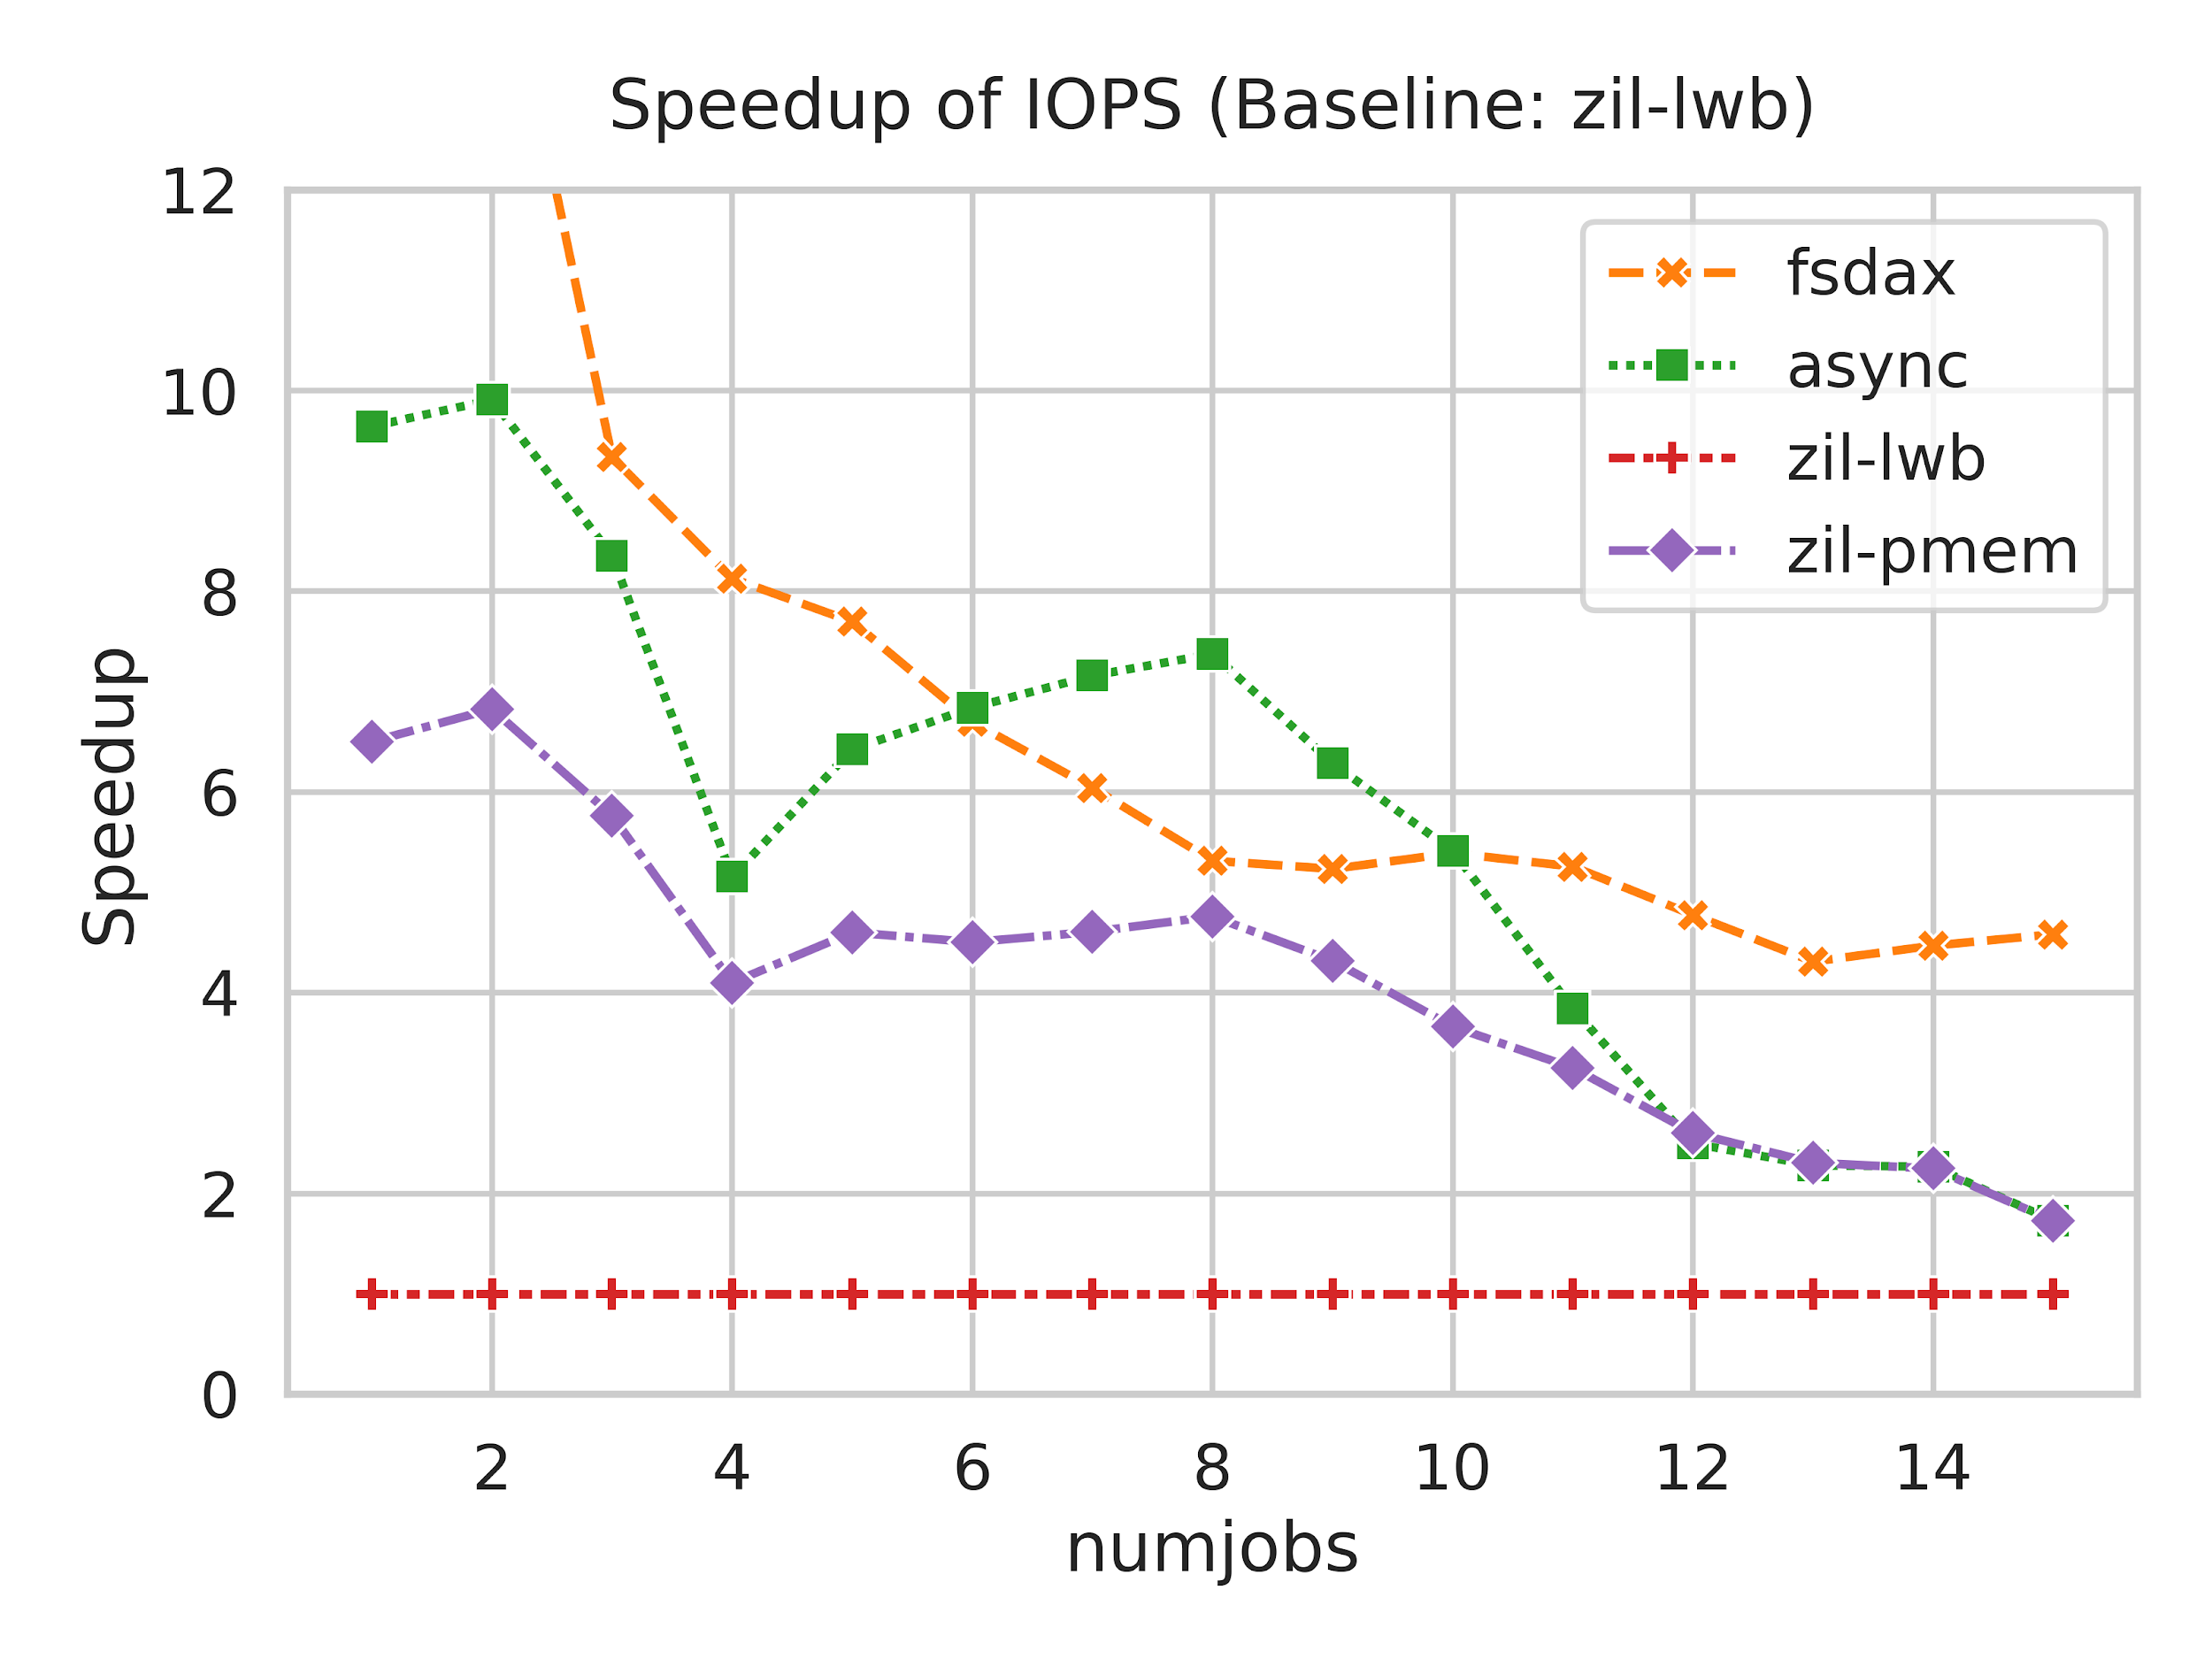 Speedup of IOPS (Baseline: zil-lwb)
12
10
8
6
4
2
0
Speedup
fsdax
async
zil-lwb
zil-pmem
2 4 6 8 10 12 14
numjobs